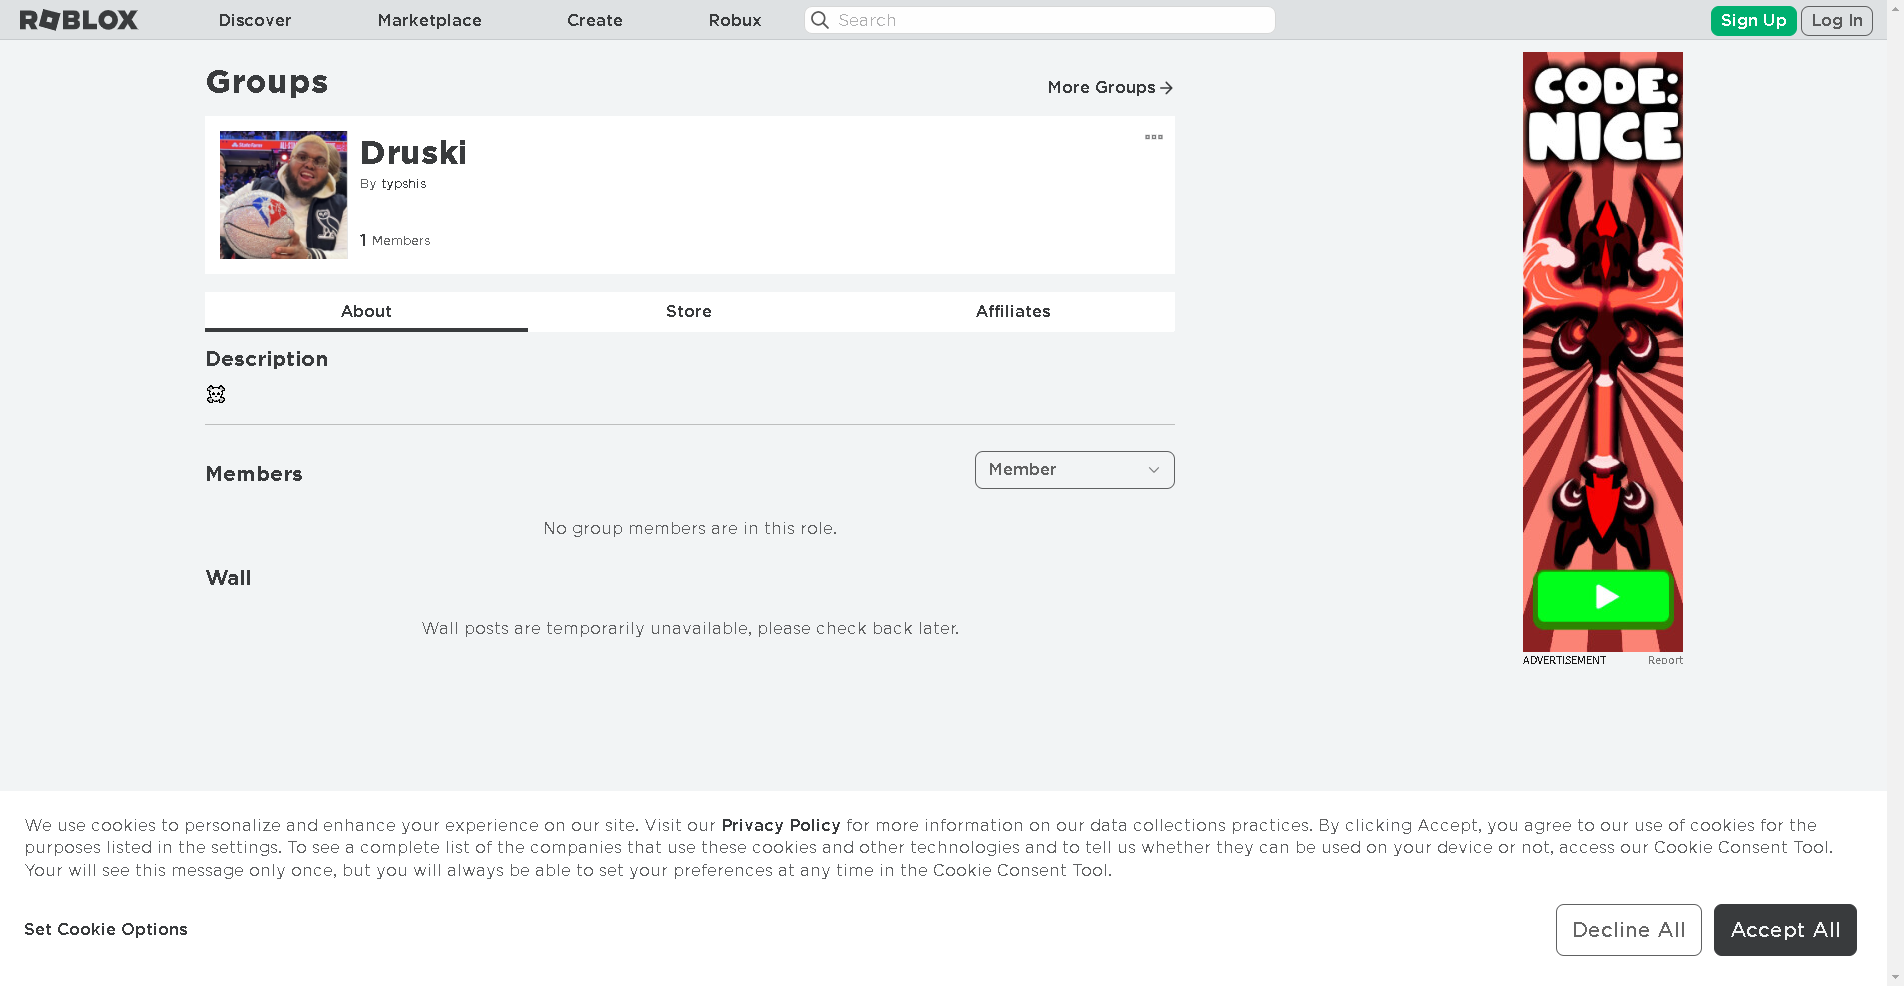 ROBLOX Discover Marketplace Create Robux Search Sign Up Log In
Groups
More Groups
Druski
By typshis
1 Members
About Store Affiliates
Description
☠
Members
Member
No group members are in this role.
Wall
Wall posts are temporarily unavailable, please check back later.
CODE:
NICE
ADVERTISEMENT Report
We use cookies to personalize and enhance your experience on our site. Visit our Privacy Policy for more information on our data collections practices. By clicking Accept, you agree to our use of cookies for the
purposes listed in the settings. To see a complete list of the companies that use these cookies and other technologies and to tell us whether they can be used on your device or not, access our Cookie Consent Tool.
Your will see this message only once, but you will always be able to set your preferences at any time in the Cookie Consent Tool.
Set Cookie Options
Decline All Accept All